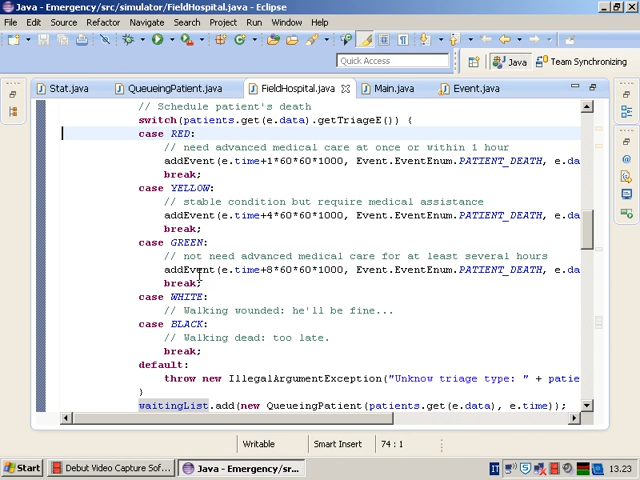 Java - Emergency/src/simulator/FieldHospital.java - Eclipse
File Edit Source Refactor Navigate Search Project Run Window Help
Quick Access
Java
Team Synchronizing
Stat.java QueueingPatient.java FieldHospital.java Main.java Event.java
// Schedule patient's death
switch(patients.get(e.data).getTriageE()) {
case RED:
// need advanced medical care at once or within 1 hour
addEvent(e.time+1*60*60*1000, Event.EventEnum.PATIENT_DEATH, e.da
break;
case YELLOW:
// stable condition but require medical assistance
addEvent(e.time+4*60*60*1000, Event.EventEnum.PATIENT_DEATH, e.da
break;
case GREEN:
// not need advanced medical care for at least several hours
addEvent(e.time+8*60*60*1000, Event.EventEnum.PATIENT_DEATH, e.da
break;
case WHITE:
// Walking wounded: he'll be fine...
case BLACK:
// Walking dead: too late.
break;
default:
throw new IllegalArgumentException("Unknow triage type: " + patie
}
waitingList.add(new QueueingPatient(patients.get(e.data), e.time));
Writable Smart Insert 74 : 1
Start Debut Video Capture Sof... Java - Emergency/sr... IT 13.23